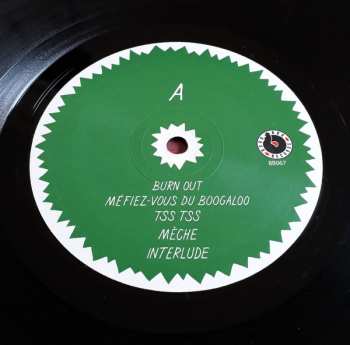 A
BB067
BURN OUT
MÉFIEZ-VOUS DU BOOGALOO
TSS TSS
MÈCHE
INTERLUDE